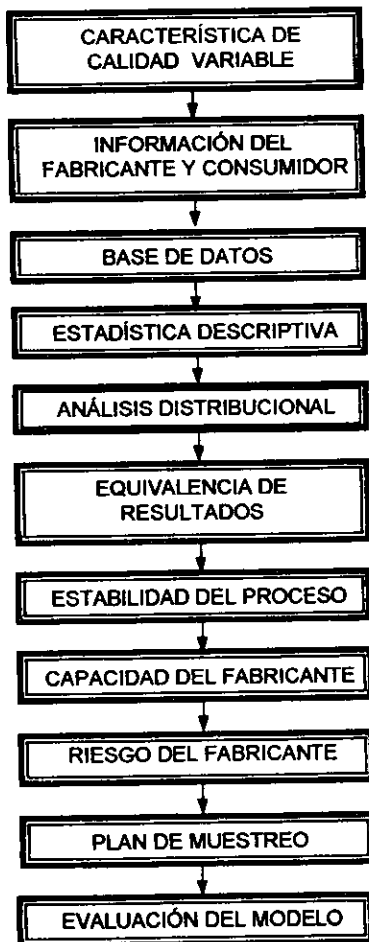 CARACTERÍSTICA DE
CALIDAD VARIABLE
INFORMACIÓN DEL
FABRICANTE Y CONSUMIDOR
BASE DE DATOS
ESTADÍSTICA DESCRIPTIVA
ANÁLISIS DISTRIBUCIONAL
EQUIVALENCIA DE
RESULTADOS
ESTABILIDAD DEL PROCESO
CAPACIDAD DEL FABRICANTE
RIESGO DEL FABRICANTE
PLAN DE MUESTREO
EVALUACIÓN DEL MODELO